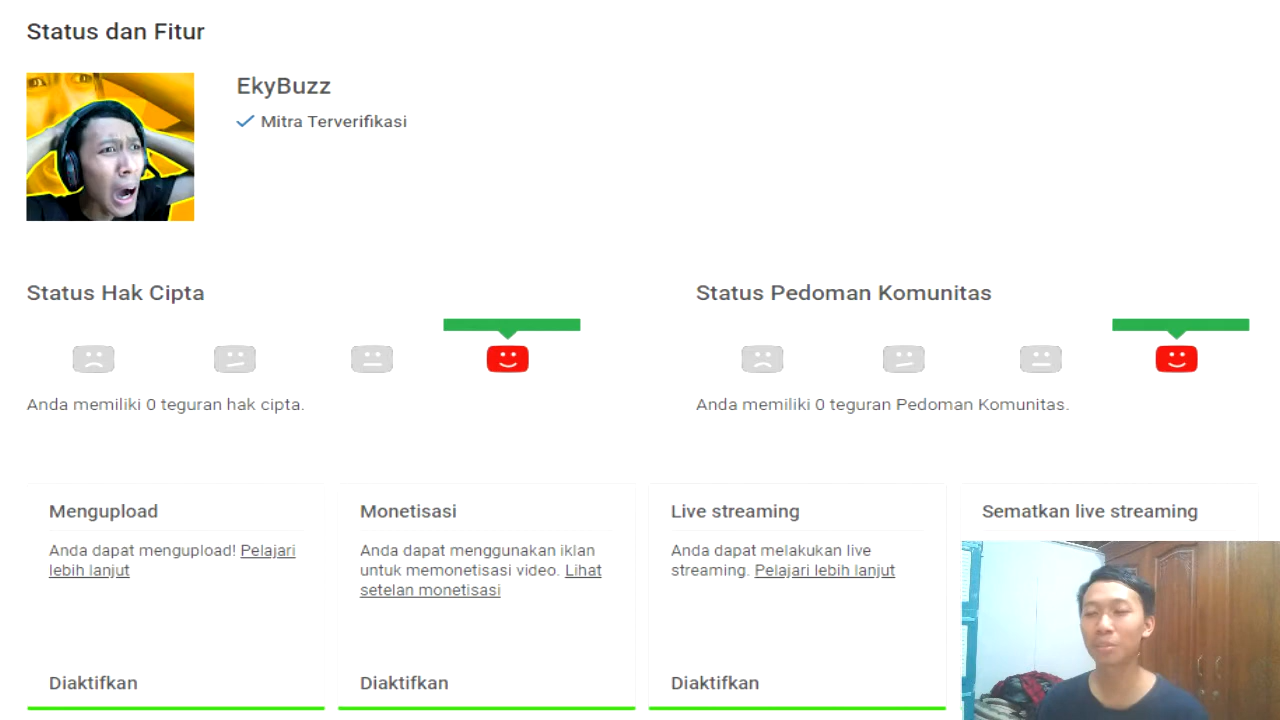 Status dan Fitur
EkyBuzz
Mitra Terverifikasi
Status Hak Cipta
Anda memiliki 0 teguran hak cipta.
Status Pedoman Komunitas
Anda memiliki 0 teguran Pedoman Komunitas.
Mengupload
Anda dapat mengupload! Pelajari
lebih lanjut
Diaktifkan
Monetisasi
Anda dapat menggunakan iklan
untuk memonetisasi video. Lihat
setelan monetisasi
Diaktifkan
Live streaming
Anda dapat melakukan live
streaming. Pelajari lebih lanjut
Diaktifkan
Sematkan live streaming